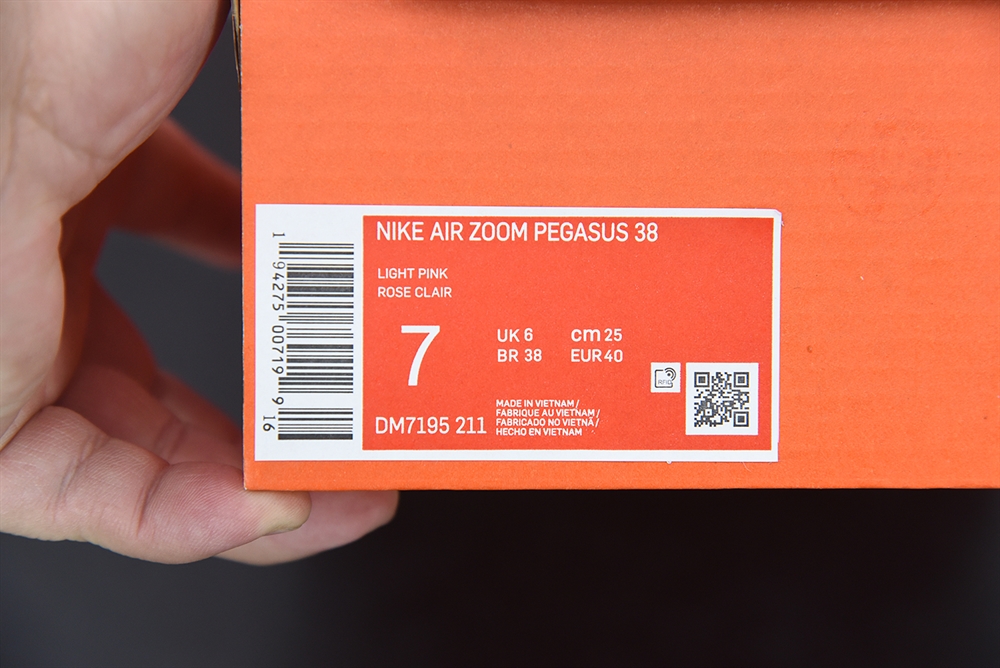 NIKE AIR ZOOM PEGASUS 38
LIGHT PINK
ROSE CLAIR
7
UK 6 cm 25
BR 38 EUR 40
RFID
DM7195 211
MADE IN VIETNAM /
FABRIQUE AU VIETNAM /
FABRICADO NO VIETNÃ /
HECHO EN VIETNAM
1 94275 00719 9 16